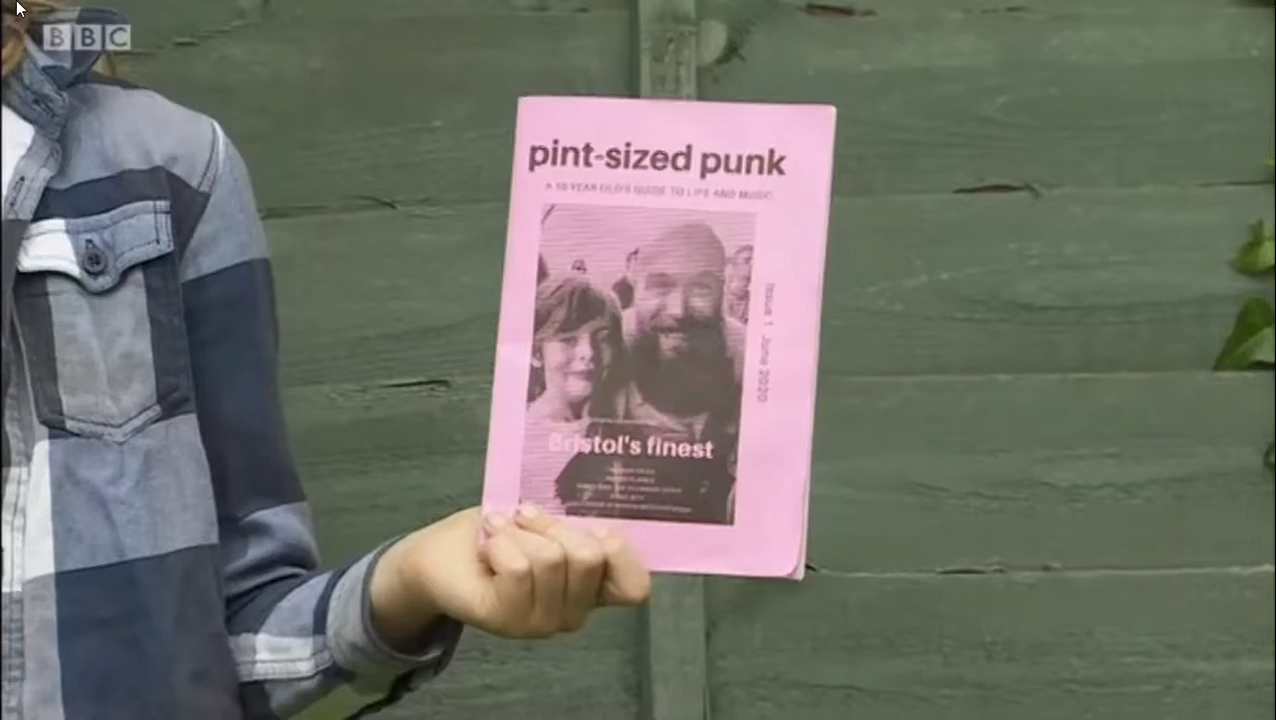 BBC
pint-sized punk
A 10 YEAR OLD'S GUIDE TO LIFE AND MUSIC
Issue 1 June 2020
Bristol's finest